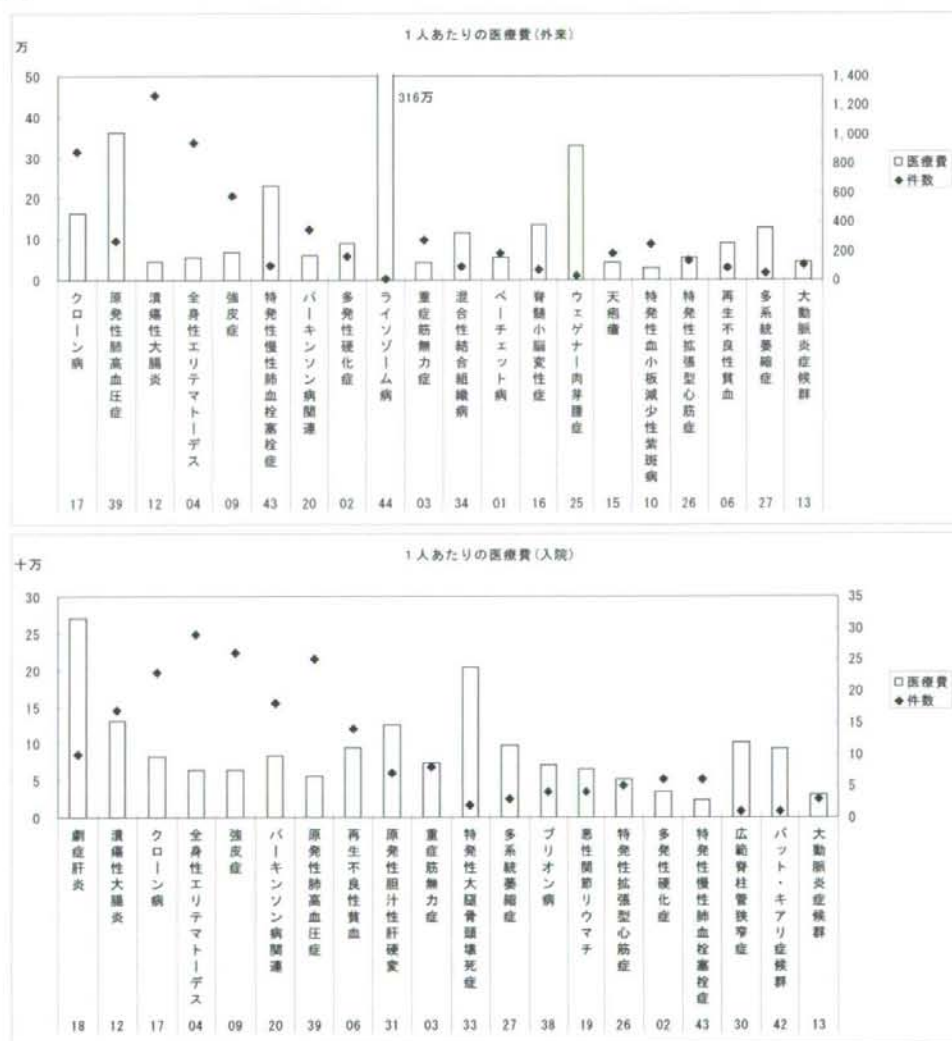 1人あたりの医療費(外来)
万
50
40
30
20
10
0
1,400
1,200
1,000
800
600
400
200
0
316万
医療費
件数
クローン病
原発性肺高血圧症
潰瘍性大腸炎
全身性エリテマトーデス
強皮症
特発性慢性肺血栓塞栓症
パーキンソン病関連
多発性硬化症
ライソゾーム病
重症筋無力症
混合性結合組織病
ベーチェット病
脊髄小脳変性症
ウェゲナー肉芽腫症
天疱瘡
特発性血小板減少性紫斑病
特発性拡張型心筋症
再生不良性貧血
多系統萎縮症
大動脈炎症候群
17 39 12 04 09 43 20 02 44 03 34 01 16 25 15 10 26 06 27 13
1人あたりの医療費(入院)
十万
30
25
20
15
10
5
0
35
30
25
20
15
10
5
0
医療費
件数
劇症肝炎
潰瘍性大腸炎
クローン病
全身性エリテマトーデス
強皮症
パーキンソン病関連
原発性肺高血圧症
再生不良性貧血
原発性胆汁性肝硬変
重症筋無力症
特発性大腿骨頭壊死症
多系統萎縮症
プリオン病
悪性関節リウマチ
特発性拡張型心筋症
多発性硬化症
特発性慢性肺血栓塞栓症
広範脊柱管狭窄症
バット・キアリ症候群
大動脈炎症候群
18 12 17 04 09 20 39 06 31 03 33 27 38 19 26 02 43 30 42 13